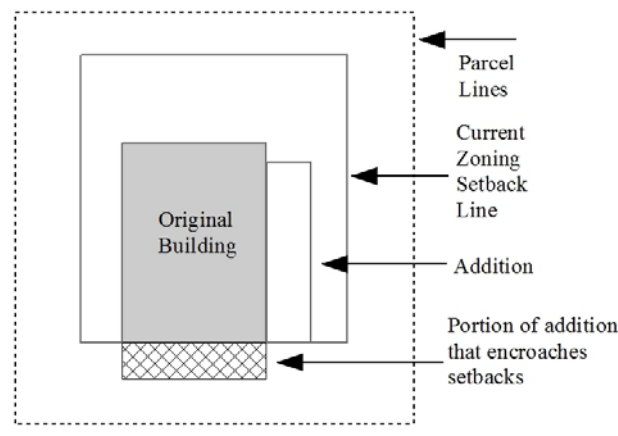 Parcel
Lines
Current
Zoning
Setback
Line
Original
Building
Addition
Portion of addition
that encroaches
setbacks